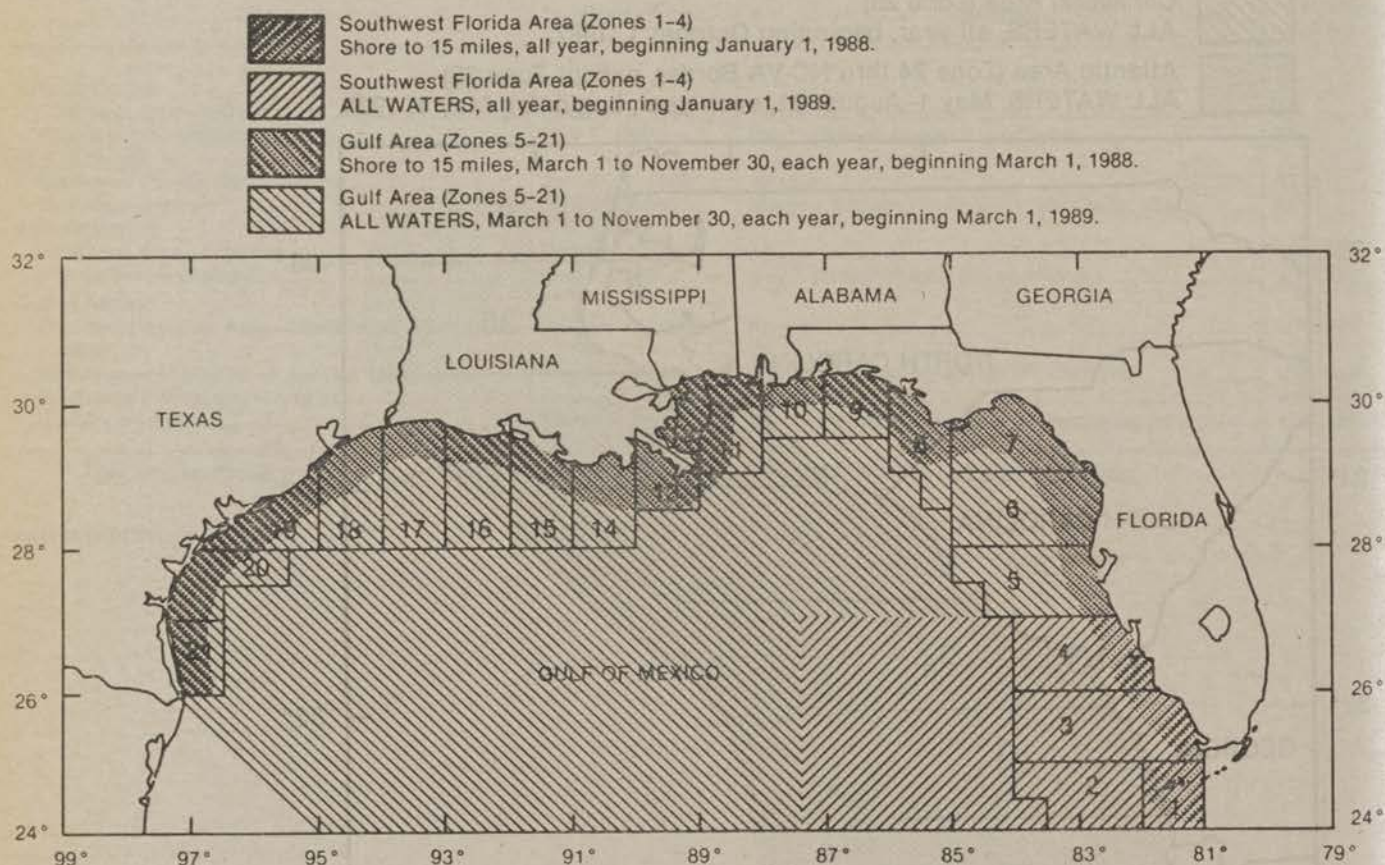 Southwest Florida Area (Zones 1-4)
Shore to 15 miles, all year, beginning January 1, 1988.
Southwest Florida Area (Zones 1-4)
ALL WATERS, all year, beginning January 1, 1989.
Gulf Area (Zones 5-21)
Shore to 15 miles, March 1 to November 30, each year, beginning March 1, 1988.
Gulf Area (Zones 5-21)
ALL WATERS, March 1 to November 30, each year, beginning March 1, 1989.
32° 32°
MISSISSIPPI ALABAMA GEORGIA
LOUISIANA
30° 30°
TEXAS
10 9
11 8 7
12 6 FLORIDA
19 18 17 16 15 14
28° 28°
20 5
21 4
GULF OF MEXICO
26° 26°
3
2 1
24° 24°
99° 97° 95° 93° 91° 89° 87° 85° 83° 81° 79°